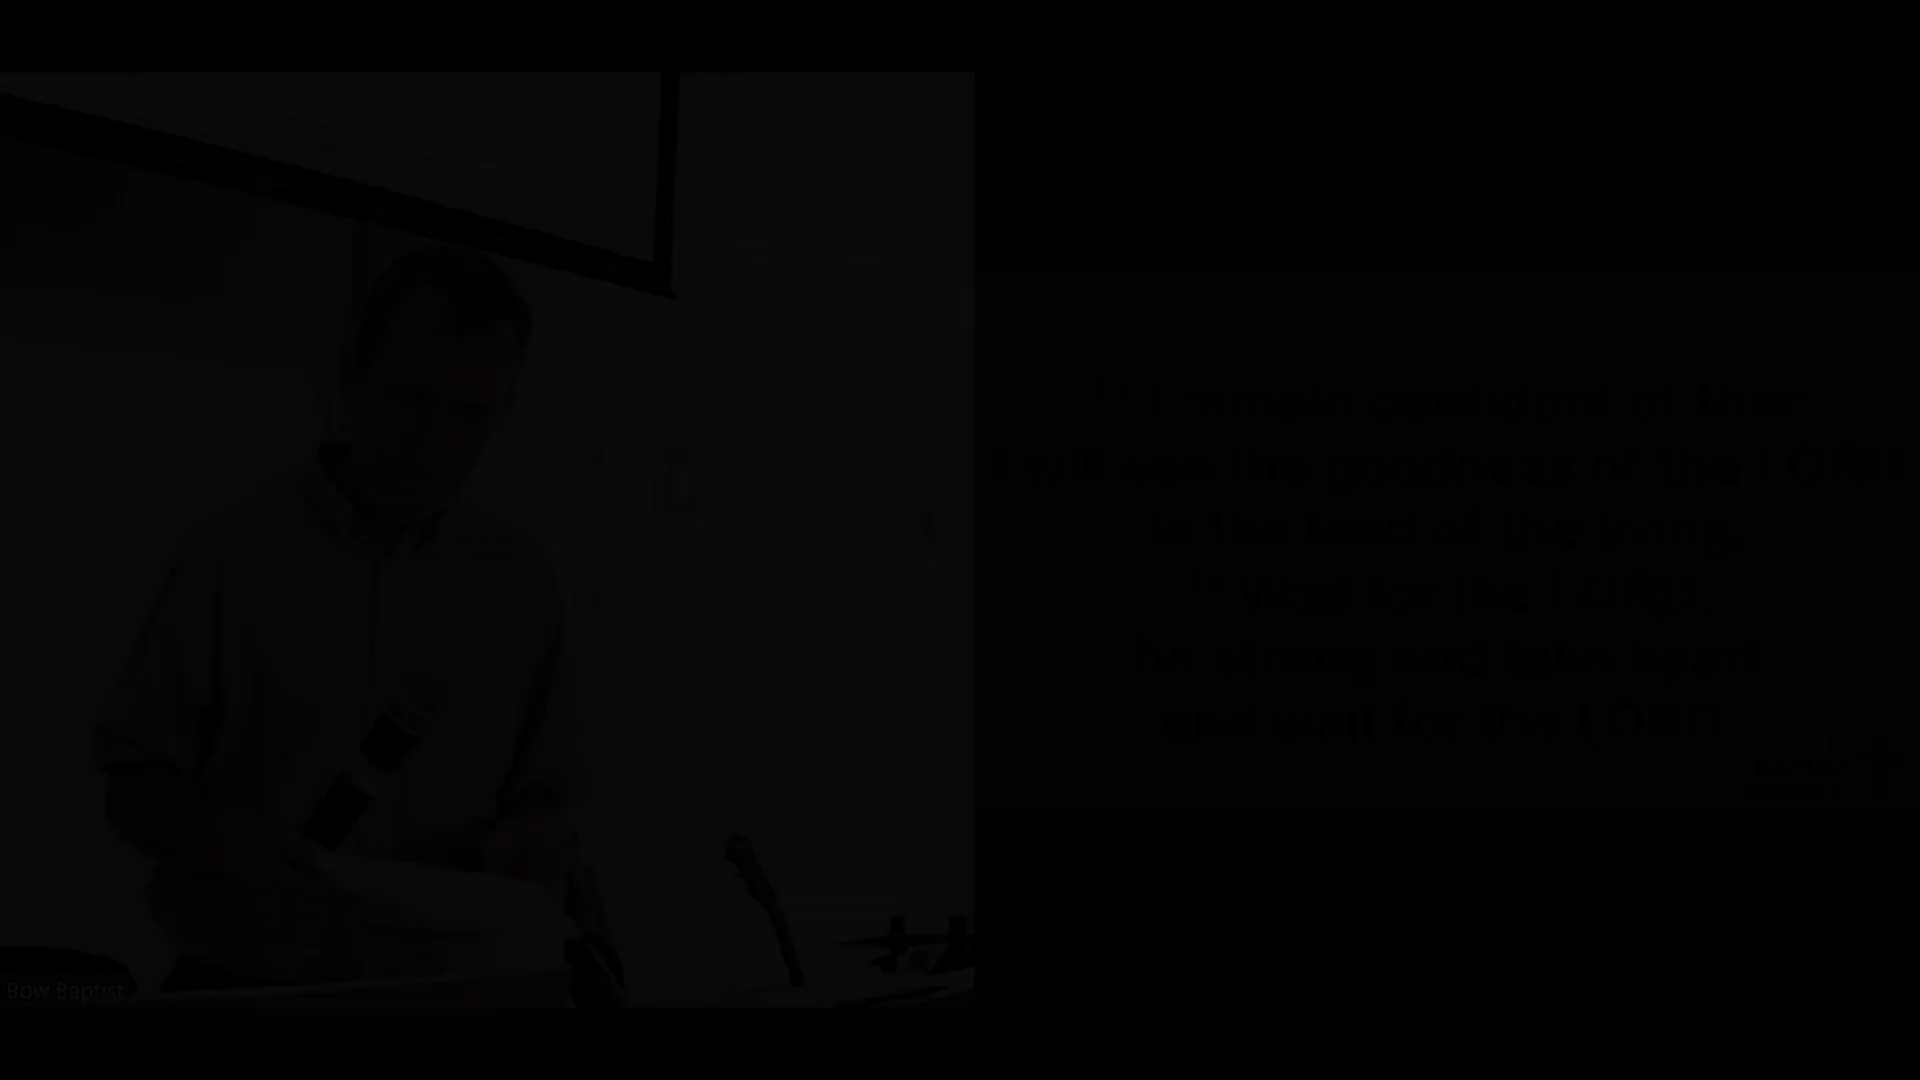 I remain confident of this:
I will see the goodness of the LORD
in the land of the living.
14 Wait for the LORD;
be strong and take heart
and wait for the LORD.
Bow Baptist